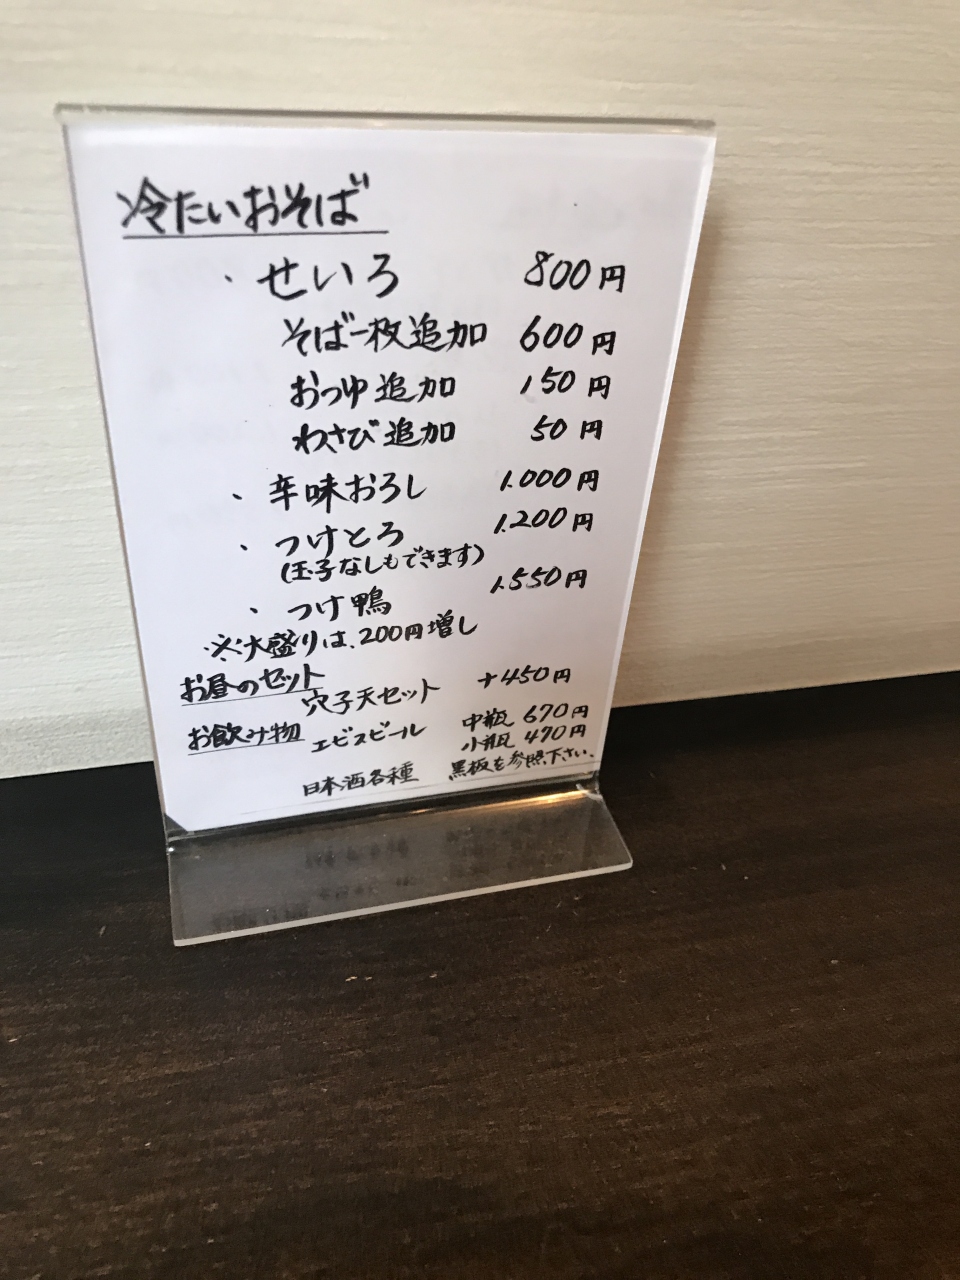 冷たいおそば
・せいろ 800円
そば一枚追加 600円
おつゆ追加 150円
わさび追加 50円
、辛味おろし 1.000円
、つけとろ 1.200円
(玉子なしもできます)
、つけ鴨 1.550円
※大盛りは、200円増し
お昼のセット 穴子天セット +450円
お飲み物 エビスビール 中瓶 670円
小瓶 470円
日本酒各種 黒板を参照下さい。